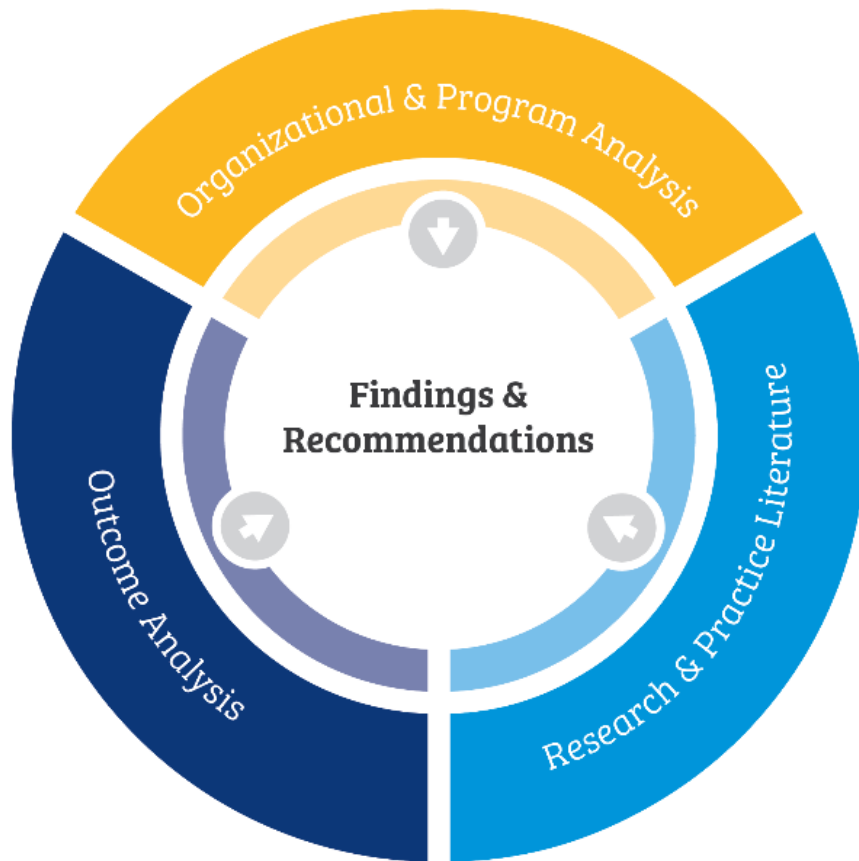 Organizational & Program Analysis
Findings &
Recommendations
Outcome Analysis
Research & Practice Literature